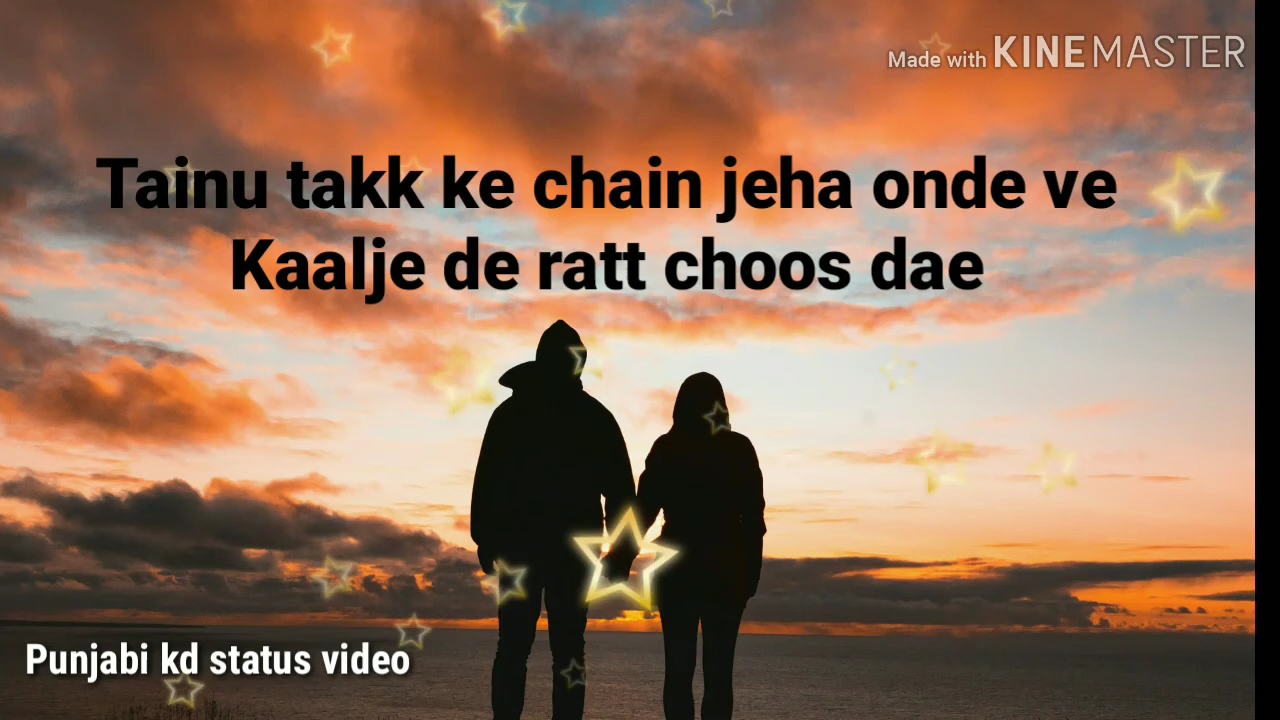 Made with KINEMASTER
Tainu takk ke chain jeha onde ve
Kaalje de ratt choos dae
Punjabi kd status video